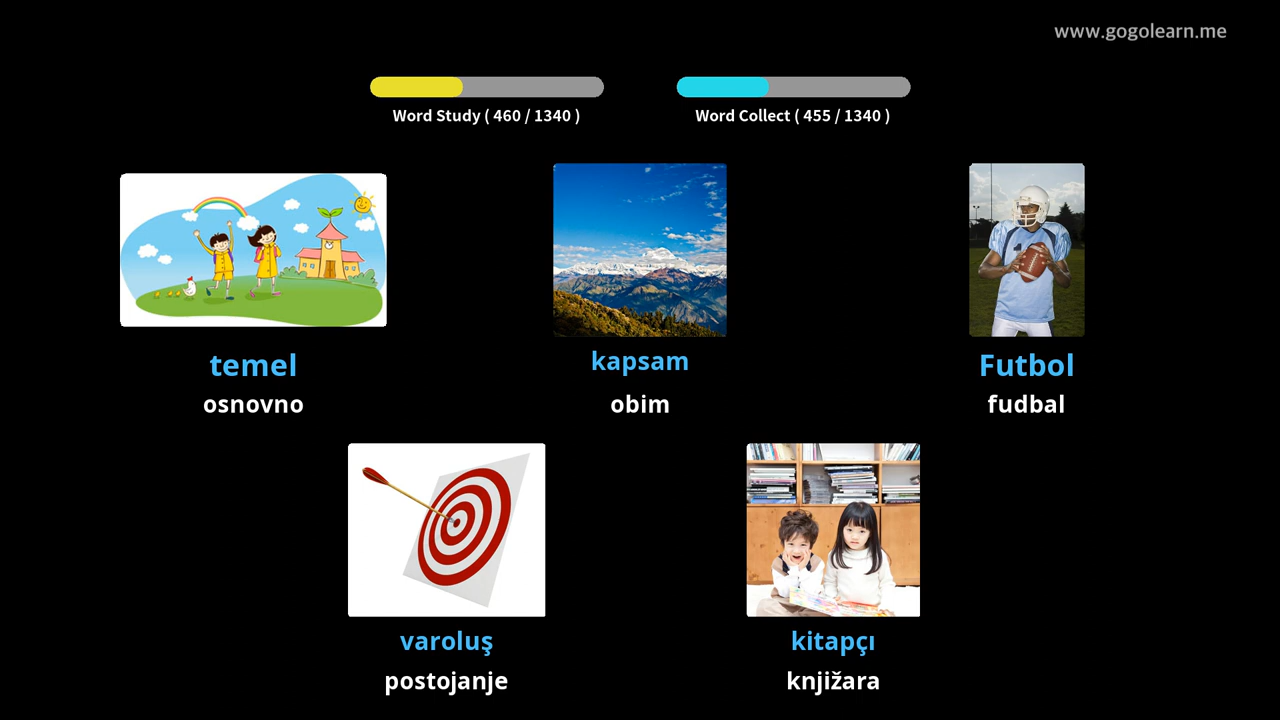 www.gogolearn.me
Word Study ( 460 / 1340 )
Word Collect ( 455 / 1340 )
temel
kapsam
Futbol
osnovno
obim
fudbal
varoluş
kitapçı
postojanje
knjižara